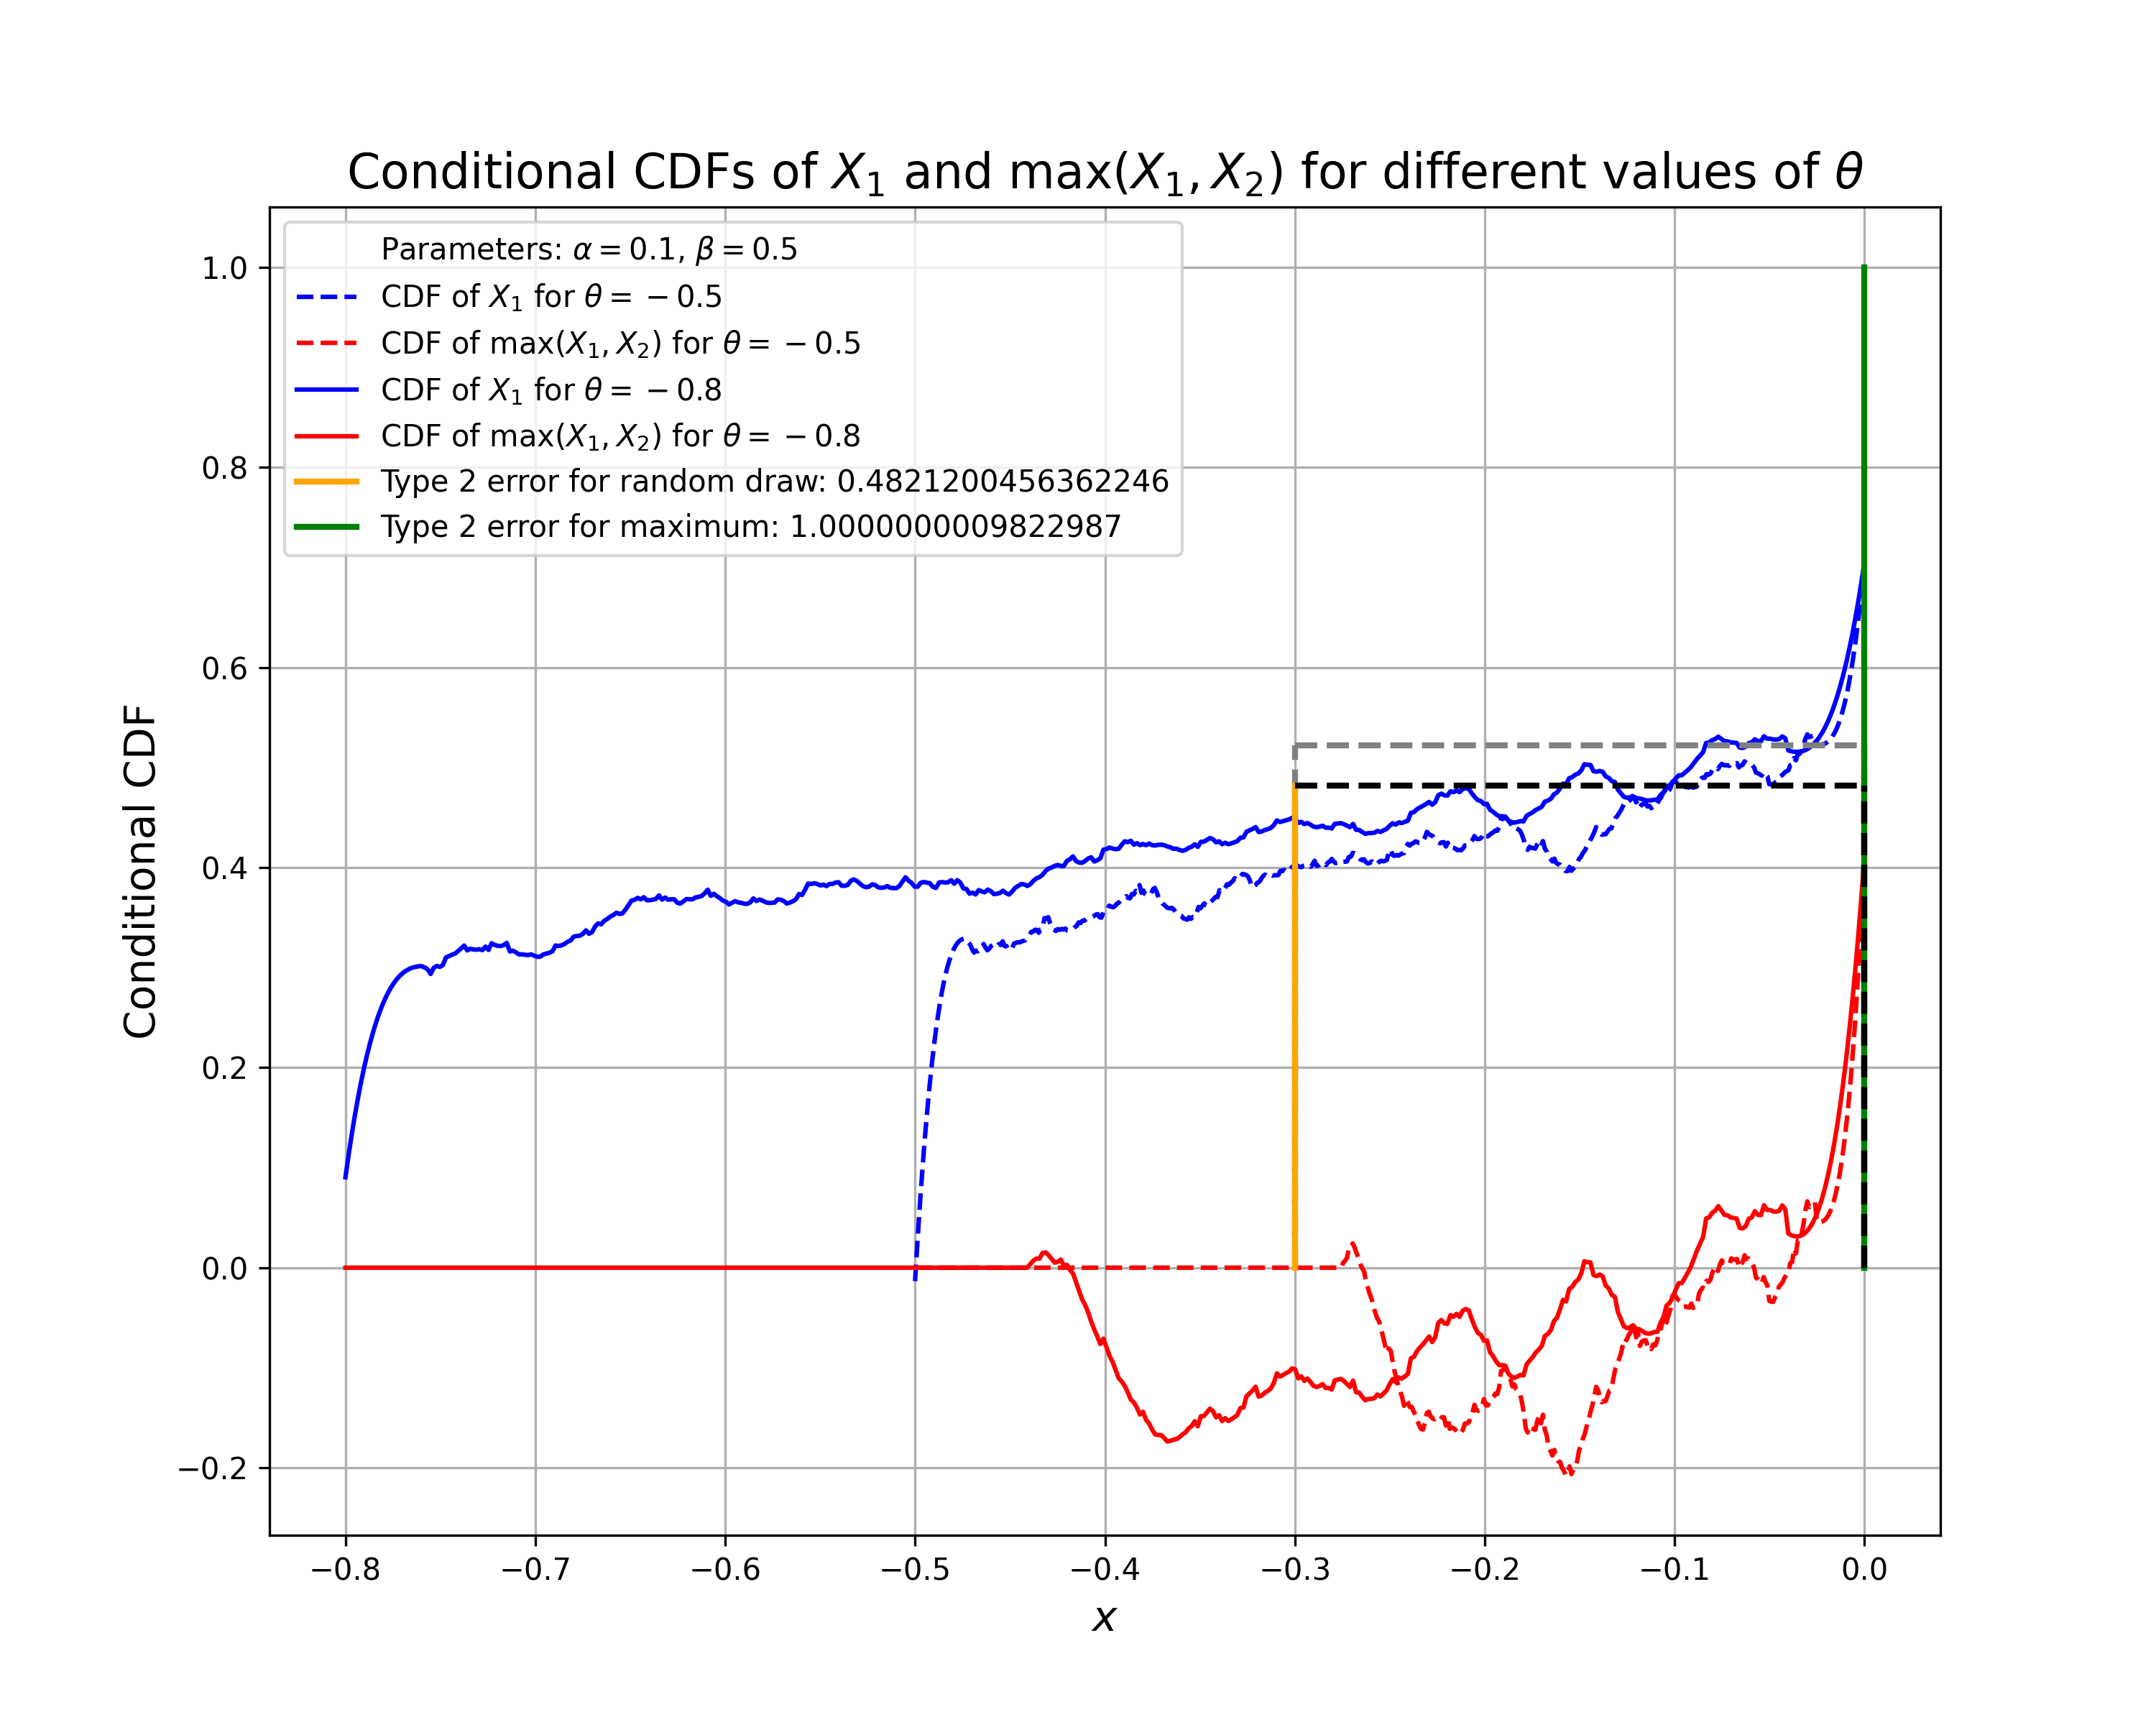 Conditional CDFs of X₁ and max(X₁, X₂) for different values of θ
Parameters: α = 0.1, β = 0.5
CDF of X₁ for θ = −0.5
CDF of max(X₁, X₂) for θ = −0.5
CDF of X₁ for θ = −0.8
CDF of max(X₁, X₂) for θ = −0.8
Type 2 error for random draw: 0.4821200456362246
Type 2 error for maximum: 1.0000000009822987
Conditional CDF
1.0
0.8
0.6
0.4
0.2
0.0
−0.2
−0.8 −0.7 −0.6 −0.5 −0.4 −0.3 −0.2 −0.1 0.0
x